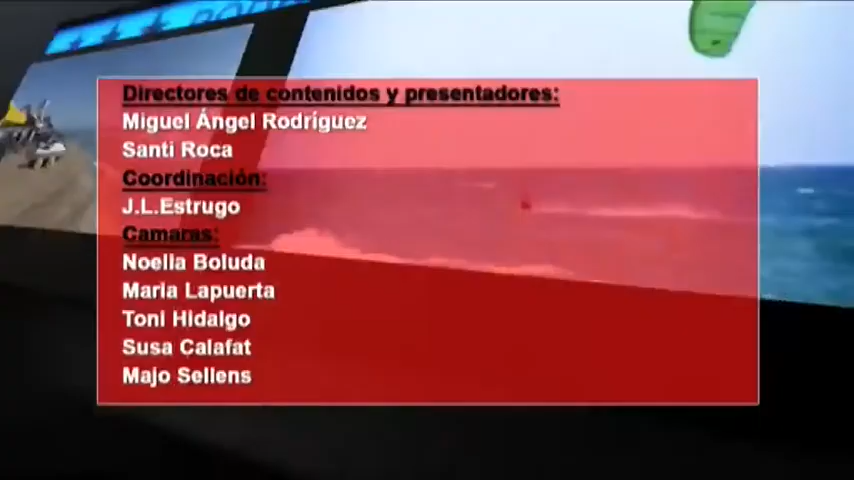 Directores de contenidos y presentadores:
Miguel Ángel Rodríguez
Santi Roca
Coordinación:
J.L.Estrugo
Camaras:
Noelia Boluda
Maria Lapuerta
Toni Hidalgo
Susa Calafat
Majo Sellens